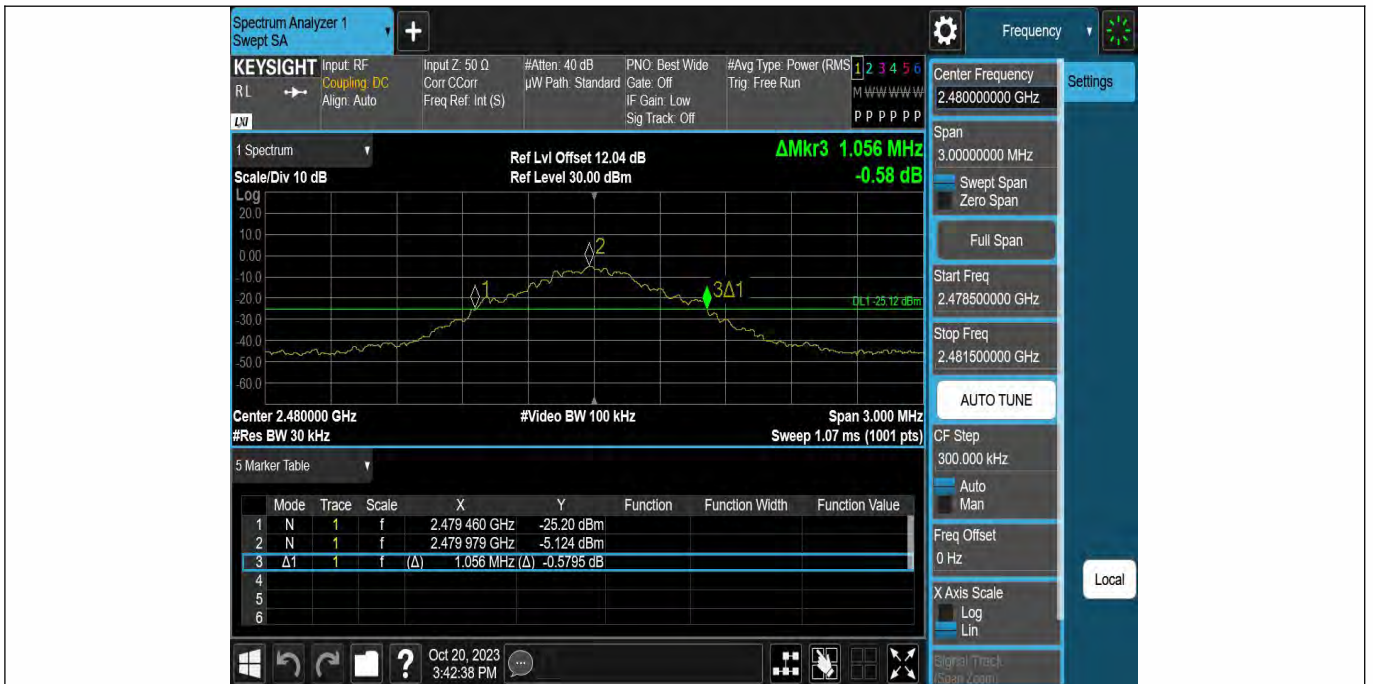 Spectrum Analyzer 1
Swept SA
+
Frequency
KEYSIGHT
RL
LXI
Input: RF
Coupling: DC
Align: Auto
Input Z: 50 Ω
Corr CCorr
Freq Ref: Int (S)
#Atten: 40 dB
µW Path: Standard
PNO: Best Wide
Gate: Off
IF Gain: Low
Sig Track: Off
#Avg Type: Power (RMS
Trig: Free Run
1 2 3 4 5 6
M W W W W W
P P P P P P
1 Spectrum
Scale/Div 10 dB
Ref Lvl Offset 12.04 dB
Ref Level 30.00 dBm
ΔMkr3 1.056 MHz
-0.58 dB
Log
20.0
10.0
0.00
-10.0
-20.0
-30.0
-40.0
-50.0
-60.0
1
2
3Δ1
DL1 -25.12 dBm
Center 2.480000 GHz
#Video BW 100 kHz
Span 3.000 MHz
#Res BW 30 kHz
Sweep 1.07 ms (1001 pts)
5 Marker Table
Mode Trace Scale X Y Function Function Width Function Value
1 N 1 f 2.479 460 GHz -25.20 dBm
2 N 1 f 2.479 979 GHz -5.124 dBm
3 Δ1 1 f (Δ) 1.056 MHz (Δ) -0.5795 dB
4
5
6
?
Oct 20, 2023
3:42:38 PM
Center Frequency
2.480000000 GHz
Span
3.00000000 MHz
Swept Span
Zero Span
Full Span
Start Freq
2.478500000 GHz
Stop Freq
2.481500000 GHz
AUTO TUNE
CF Step
300.000 kHz
Auto
Man
Freq Offset
0 Hz
X Axis Scale
Log
Lin
Signal Track
(Span Zoom)
Settings
Local